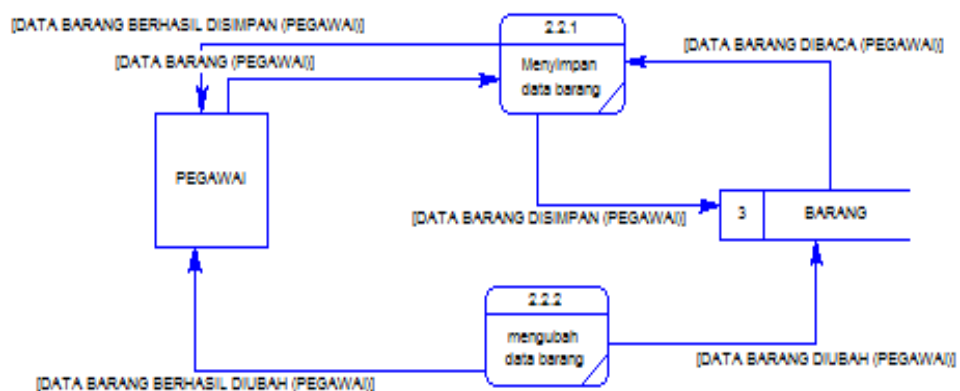 [DATA BARANG BERHASIL DISIMPAN (PEGAWAI)]
2.2.1
[DATA BARANG DIBACA (PEGAWAI)]
[DATA BARANG (PEGAWAI)]
Menyimpan
data barang
PEGAWAI
[DATA BARANG DISIMPAN (PEGAWAI)]
3
BARANG
2.2.2
mengubah
data barang
[DATA BARANG DIUBAH (PEGAWAI)]
[DATA BARANG BERHASIL DIUBAH (PEGAWAI)]